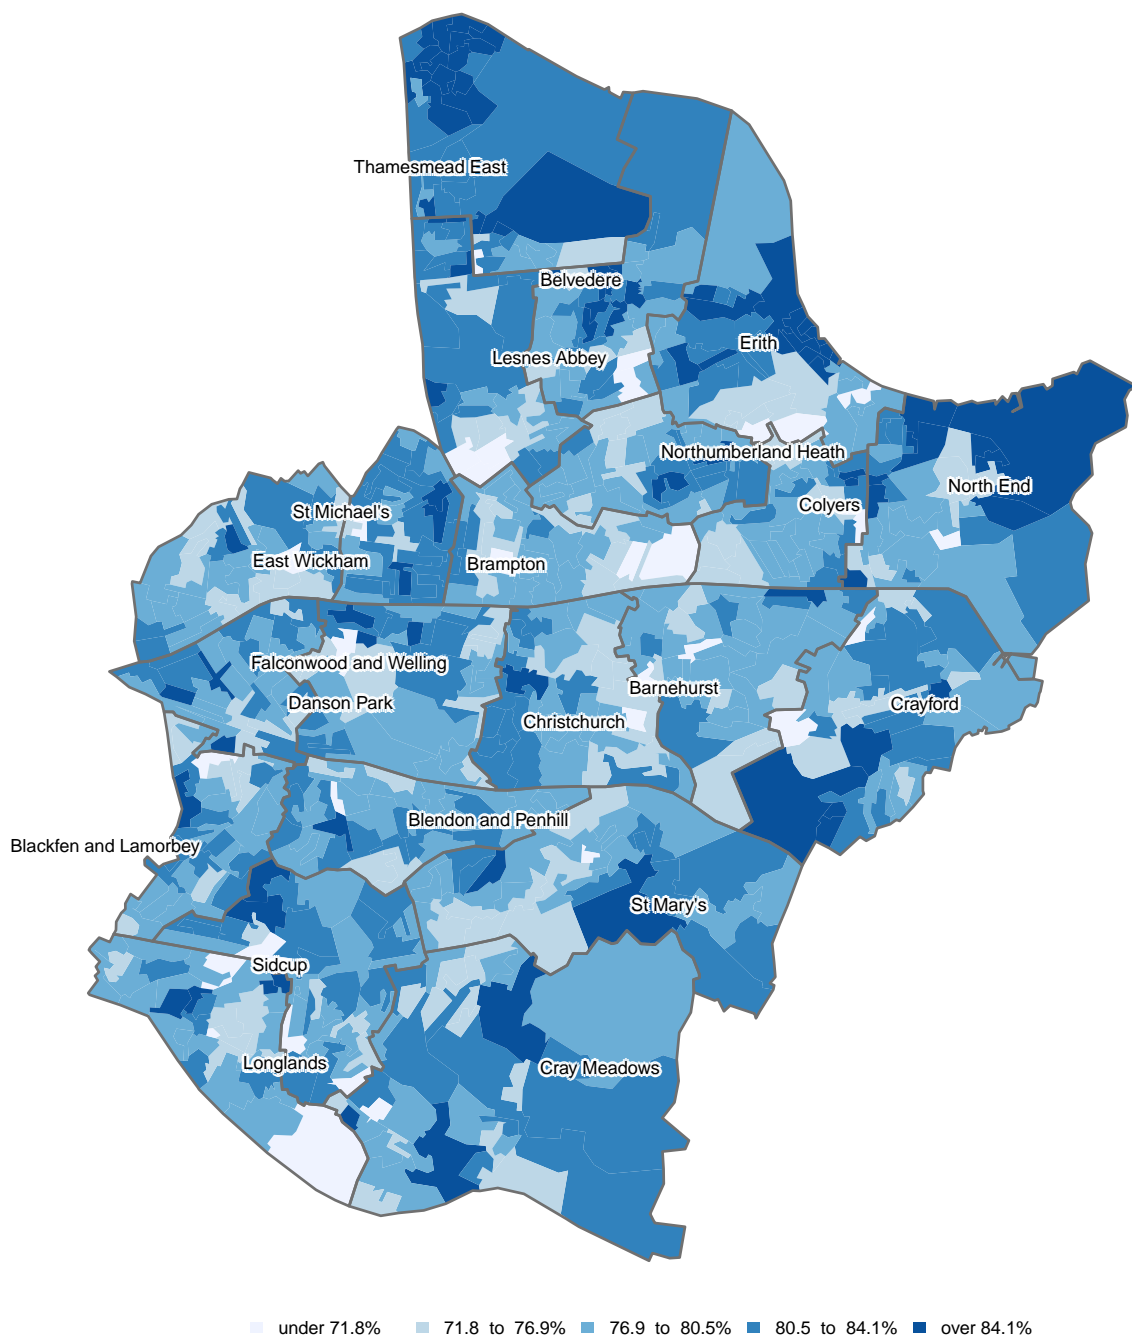 Thamesmead East
Belvedere
Erith
Lesnes Abbey
Northumberland Heath
North End
Colyers
St Michael's
East Wickham
Brampton
Falconwood and Welling
Barnehurst
Danson Park
Crayford
Christchurch
Blendon and Penhill
Blackfen and Lamorbey
St Mary's
Sidcup
Longlands
Cray Meadows
under 71.8% 71.8 to 76.9% 76.9 to 80.5% 80.5 to 84.1% over 84.1%